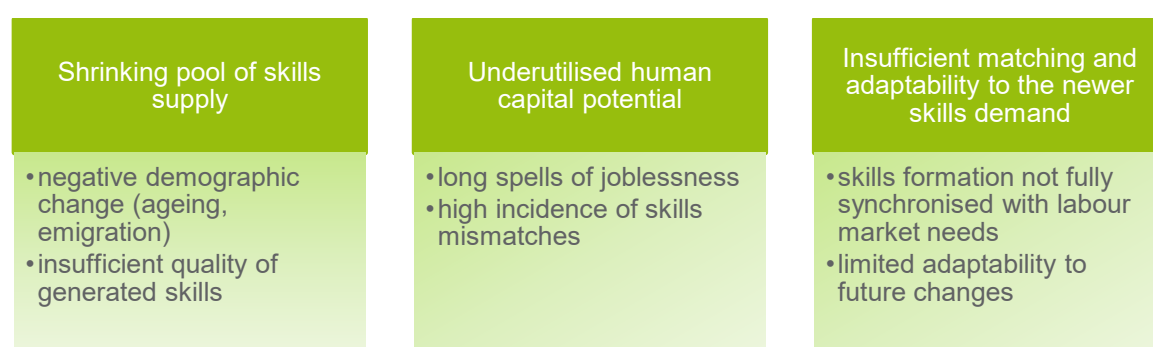 Shrinking pool of skills
supply
•negative demographic
change (ageing,
emigration)
•insufficient quality of
generated skills
Underutilised human
capital potential
•long spells of joblessness
•high incidence of skills
mismatches
Insufficient matching and
adaptability to the newer
skills demand
•skills formation not fully
synchronised with labour
market needs
•limited adaptability to
future changes